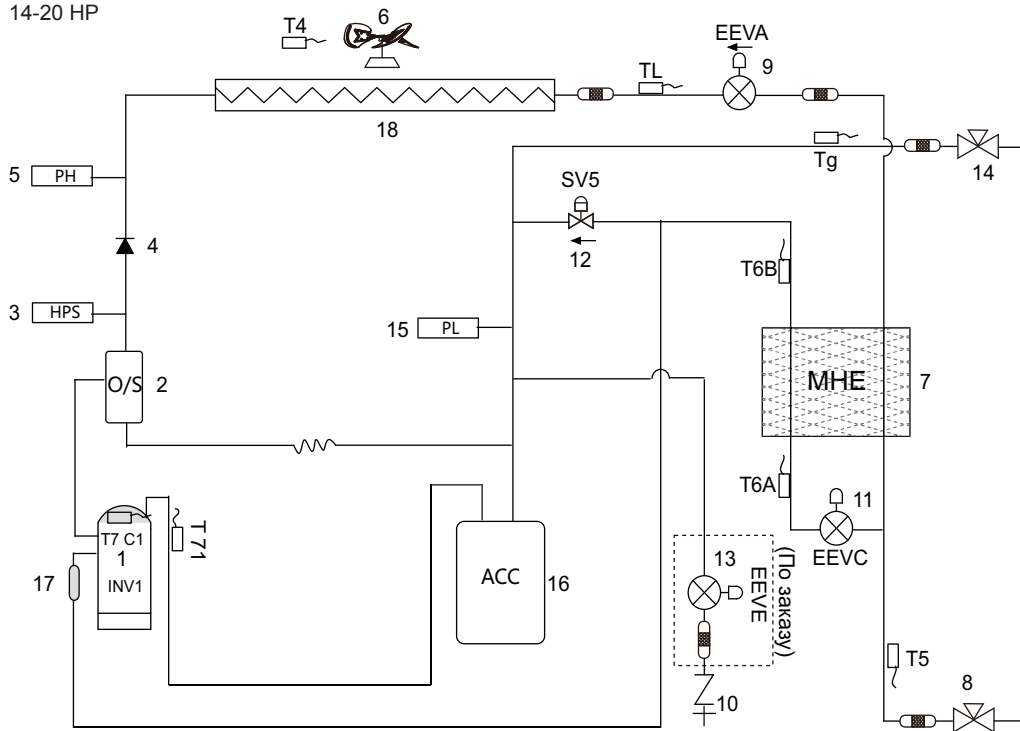 14-20 HP
T4
6
EEVA
9
TL
18
Tg
14
5
PH
SV5
12
4
T6B
3
HPS
15
PL
MHE
7
O/S
2
T6A
11
EEVC
T7 C1
1
INV1
T71
17
ACC
16
13
EEVE
(По заказу)
10
T5
8